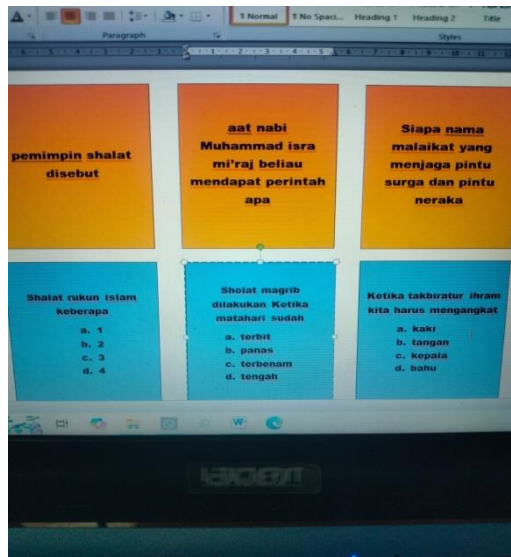 1 Normal
1 No Spaci...
Heading 1
Heading 2
Title
Paragraph
Styles
pemimpin shalat
disebut
aat nabi
Muhammad isra
mi'raj beliau
mendapat perintah
apa
Siapa nama
malaikat yang
menjaga pintu
surga dan pintu
neraka
Shalat rukun islam
keberapa
a. 1
b. 2
c. 3
d. 4
Sholat magrib
dilakukan Ketika
matahari sudah
a. terbit
b. panas
c. terbenam
d. tengah
Ketika takbiratur ihram
kita harus mengangkat
a. kaki
b. tangan
c. kepala
d. bahu